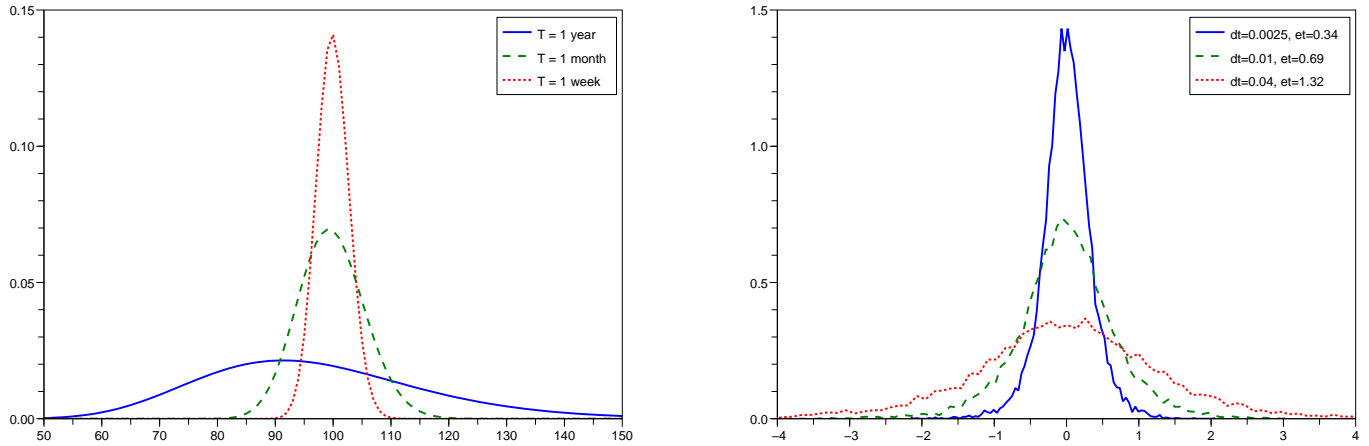 0.15
0.10
0.05
0.00
50 60 70 80 90 100 110 120 130 140 150
T = 1 year
T = 1 month
T = 1 week
1.5
1.0
0.5
0.0
−4 −3 −2 −1 0 1 2 3 4
dt=0.0025, et=0.34
dt=0.01, et=0.69
dt=0.04, et=1.32